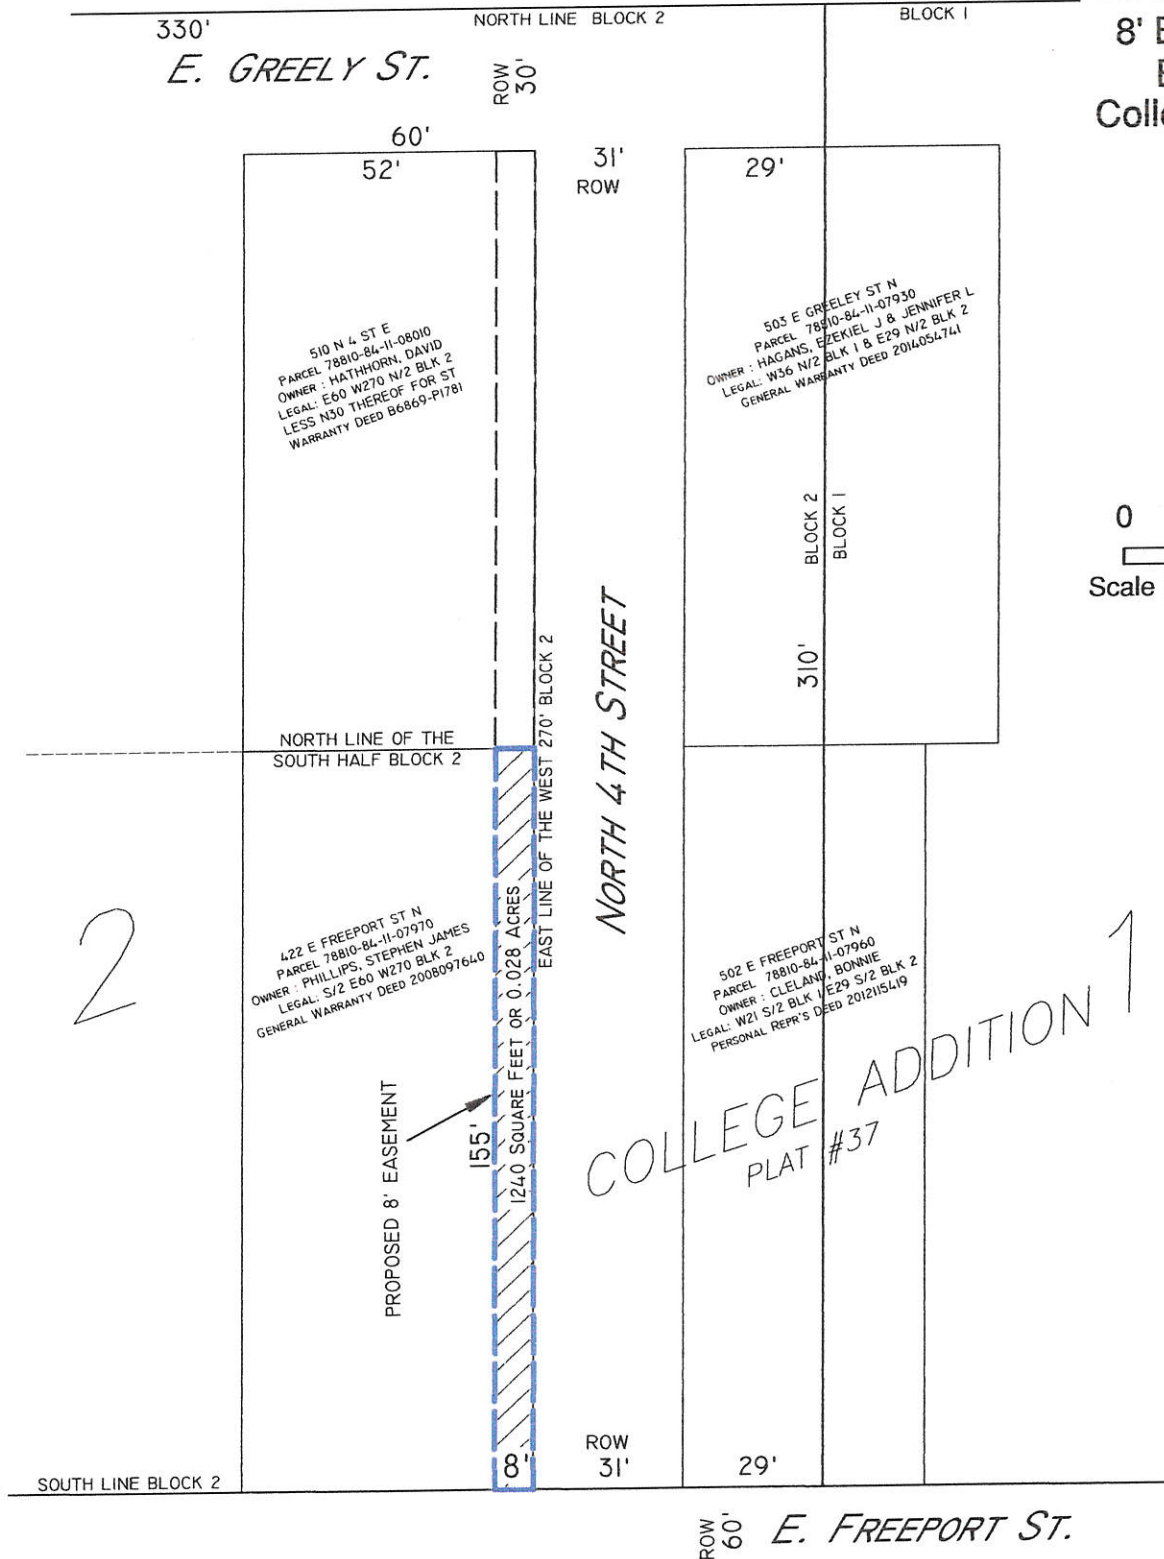 330'
NORTH LINE BLOCK 2
BLOCK 1
E. GREELY ST.
ROW
30'
8' E
Colle
60'
52'
31'
ROW
29'
510 N 4 ST E
PARCEL 78810-84-11-08010
OWNER : HATHHORN, DAVID
LEGAL: E60 W270 N/2 BLK 2
LESS N30 THEREOF FOR ST
WARRANTY DEED B6869-P1781
503 E GREELEY ST N
PARCEL 78810-84-11-07930
OWNER : HAGANS, EZEKIEL J & JENNIFER L
LEGAL: W36 N/2 BLK 1 & E29 N/2 BLK 2
GENERAL WARRANTY DEED 2014054741
BLOCK 2
BLOCK 1
0
Scale
310'
NORTH 4TH STREET
EAST LINE OF THE WEST 270' BLOCK 2
NORTH LINE OF THE
SOUTH HALF BLOCK 2
2
422 E FREEPORT ST N
PARCEL 78810-84-11-07970
OWNER : PHILLIPS, STEPHEN JAMES
LEGAL: S/2 E60 W270 BLK 2
GENERAL WARRANTY DEED 2008097640
1240 SQUARE FEET OR 0.028 ACRES
502 E FREEPORT ST N
PARCEL 78810-84-11-07960
OWNER : CLELAND, BONNIE
LEGAL: W21 S/2 BLK 1 E29 S/2 BLK 2
PERSONAL REPR'S DEED 2012115419
1
COLLEGE ADDITION
PLAT #37
PROPOSED 8' EASEMENT
155'
8'
ROW
31'
29'
SOUTH LINE BLOCK 2
ROW
60'
E. FREEPORT ST.